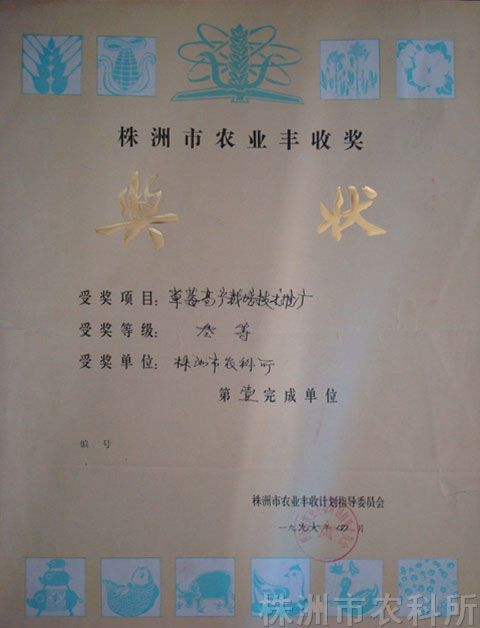 株洲市农业丰收奖
奖状
受奖项目：草莓高产栽培技术推广
受奖等级：叁等
受奖单位：株洲市农科所
第壹完成单位
编号
株洲市农业丰收计划指导委员会
一九九六年四月
株洲市农科所